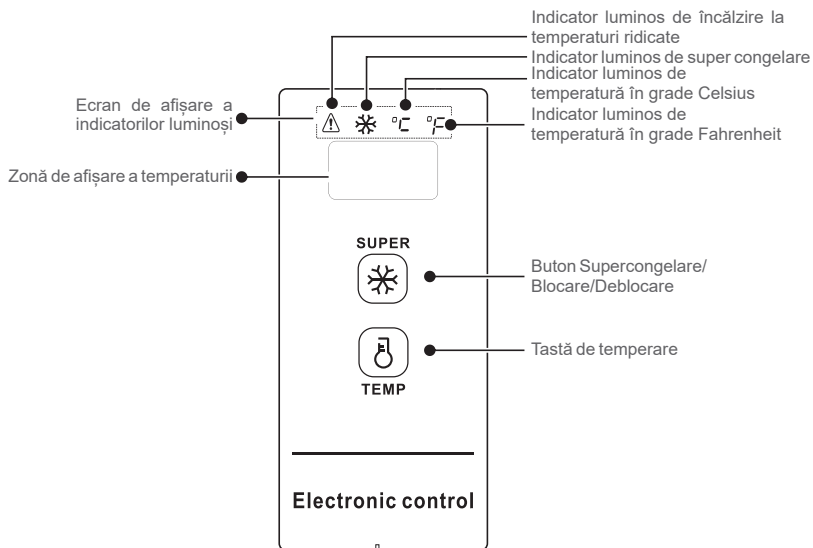 Indicator luminos de încălzire la
temperaturi ridicate
Indicator luminos de super congelare
Indicator luminos de
temperatură în grade Celsius
Indicator luminos de
temperatură în grade Fahrenheit
Ecran de afișare a
indicatorilor luminoși
°C °F
Zonă de afișare a temperaturii
SUPER
Buton Supercongelare/
Blocare/Deblocare
Tastă de temperare
TEMP
Electronic control